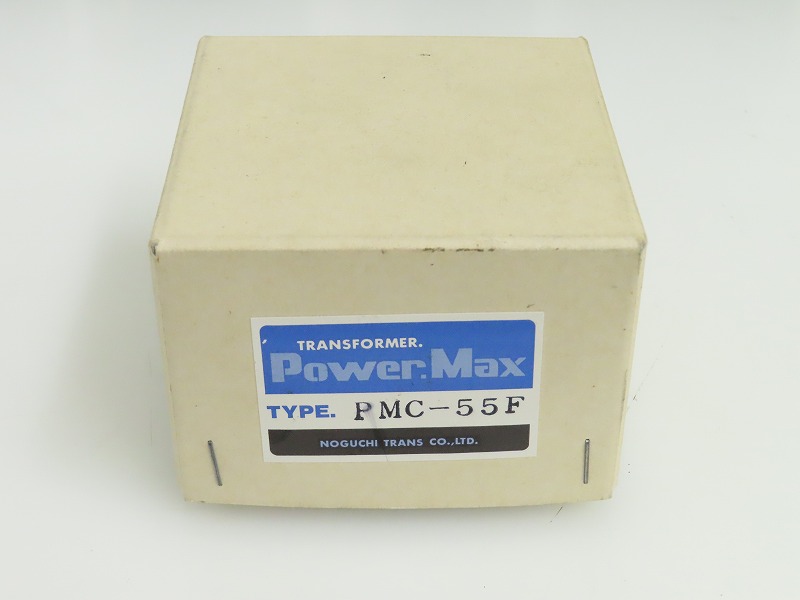 TRANSFORMER.
Power.Max
TYPE. PMC-55F
NOGUCHI TRANS CO.,LTD.